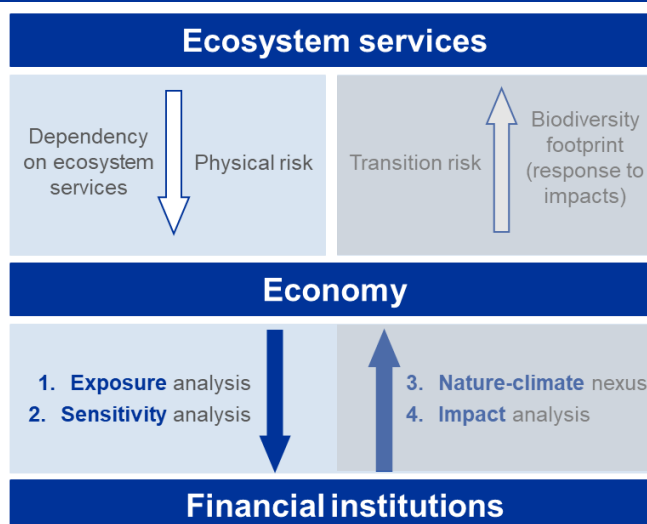 Ecosystem services
Dependency
on ecosystem
services
Physical risk
Transition risk
Biodiversity
footprint
(response to
impacts)
Economy
1. Exposure analysis
2. Sensitivity analysis
3. Nature-climate nexus
4. Impact analysis
Financial institutions